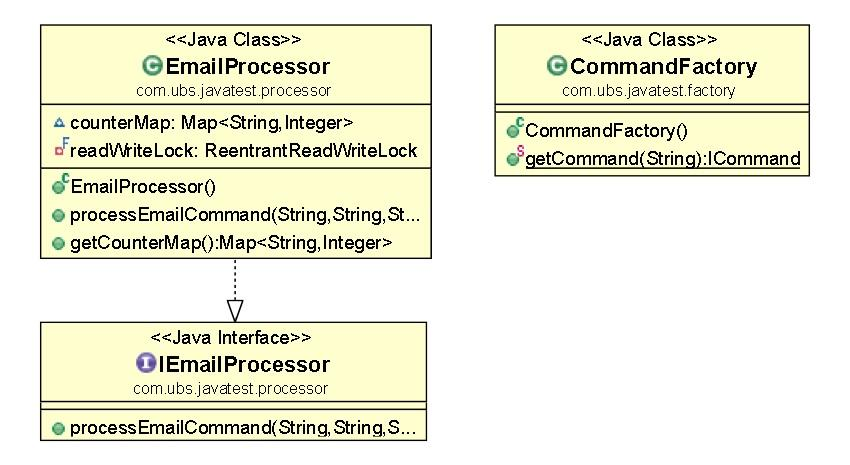 <<Java Class>>
EmailProcessor
com.ubs.javatest.processor
counterMap: Map<String,Integer>
readWriteLock: ReentrantReadWriteLock
EmailProcessor()
processEmailCommand(String,String,St...
getCounterMap():Map<String,Integer>
<<Java Class>>
CommandFactory
com.ubs.javatest.factory
CommandFactory()
getCommand(String):ICommand
<<Java Interface>>
IEmailProcessor
com.ubs.javatest.processor
processEmailCommand(String,String,S...